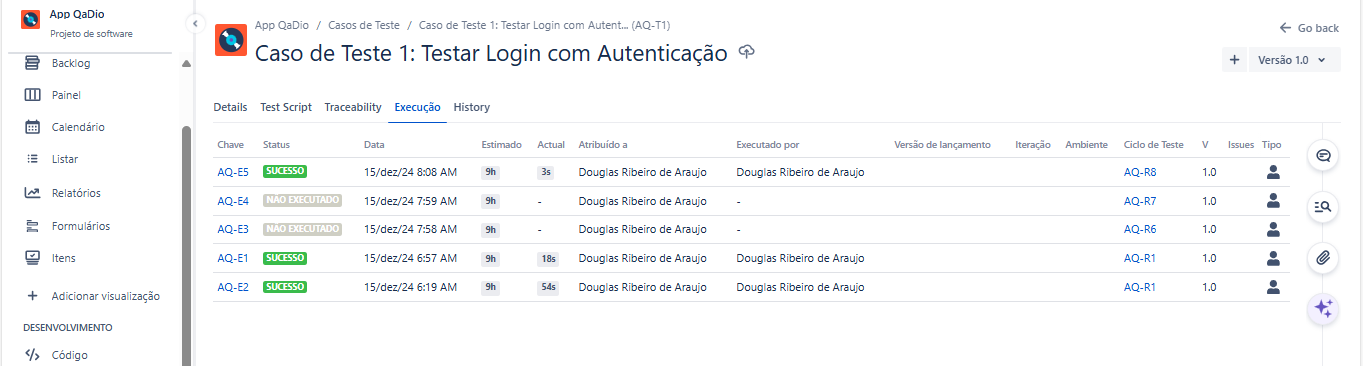 App QaDio
Projeto de software
Backlog
Painel
Calendário
Listar
Relatórios
Formulários
Itens
Adicionar visualização
DESENVOLVIMENTO
Código
App QaDio / Casos de Teste / Caso de Teste 1: Testar Login com Autent... (AQ-T1)
Go back
Caso de Teste 1: Testar Login com Autenticação
+ Versão 1.0
Details Test Script Traceability Execução History
Chave Status Data Estimado Actual Atribuído a Executado por Versão de lançamento Iteração Ambiente Ciclo de Teste V Issues Tipo
AQ-E5 SUCESSO 15/dez/24 8:08 AM 9h 3s Douglas Ribeiro de Araujo Douglas Ribeiro de Araujo AQ-R8 1.0
AQ-E4 NÃO EXECUTADO 15/dez/24 7:59 AM 9h - Douglas Ribeiro de Araujo - AQ-R7 1.0
AQ-E3 NÃO EXECUTADO 15/dez/24 7:58 AM 9h - Douglas Ribeiro de Araujo - AQ-R6 1.0
AQ-E1 SUCESSO 15/dez/24 6:57 AM 9h 18s Douglas Ribeiro de Araujo Douglas Ribeiro de Araujo AQ-R1 1.0
AQ-E2 SUCESSO 15/dez/24 6:19 AM 9h 54s Douglas Ribeiro de Araujo Douglas Ribeiro de Araujo AQ-R1 1.0